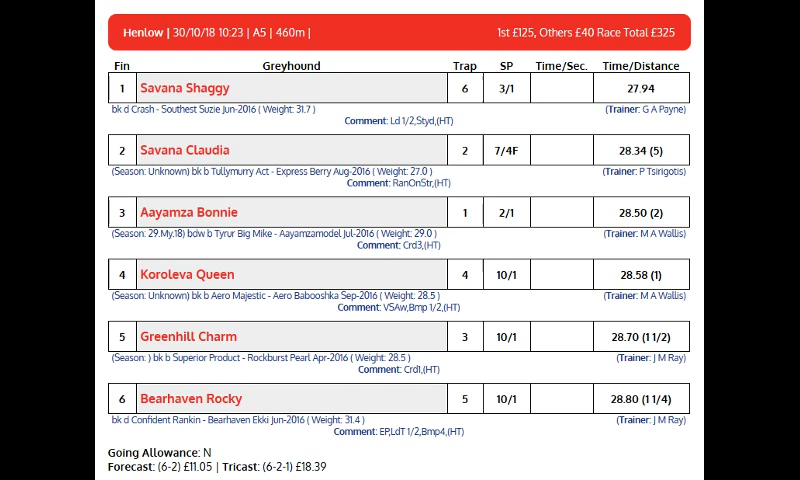 Henlow | 30/10/18 10:23 | A5 | 460m | 1st £125, Others £40 Race Total £325
Fin Greyhound Trap SP Time/Sec. Time/Distance
1 Savana Shaggy 6 3/1 27.94
bk d Crash - Southest Suzie Jun-2016 ( Weight: 31.7 ) (Trainer: G A Payne)
Comment: Ld 1/2,Styd,(HT)
2 Savana Claudia 2 7/4F 28.34 (5)
(Season: Unknown) bk b Tullymurry Act - Express Berry Aug-2016 ( Weight: 27.0 ) (Trainer: P Tsirigotis)
Comment: RanOnStr,(HT)
3 Aayamza Bonnie 1 2/1 28.50 (2)
(Season: 29.My.18) bdw b Tyrur Big Mike - Aayamzamodel Jul-2016 ( Weight: 29.0 ) (Trainer: M A Wallis)
Comment: Crd3,(HT)
4 Koroleva Queen 4 10/1 28.58 (1)
(Season: Unknown) bk b Aero Majestic - Aero Babooshka Sep-2016 ( Weight: 28.5 ) (Trainer: M A Wallis)
Comment: VSAw,Bmp 1/2,(HT)
5 Greenhill Charm 3 10/1 28.70 (1 1/2)
(Season: ) bk b Superior Product - Rockburst Pearl Apr-2016 ( Weight: 28.5 ) (Trainer: J M Ray)
Comment: Crd1,(HT)
6 Bearhaven Rocky 5 10/1 28.80 (1 1/4)
bk d Confident Rankin - Bearhaven Ekki Jun-2016 ( Weight: 31.4 ) (Trainer: J M Ray)
Comment: EP,LdT 1/2,Bmp4,(HT)
Going Allowance: N
Forecast: (6-2) £11.05 | Tricast: (6-2-1) £18.39